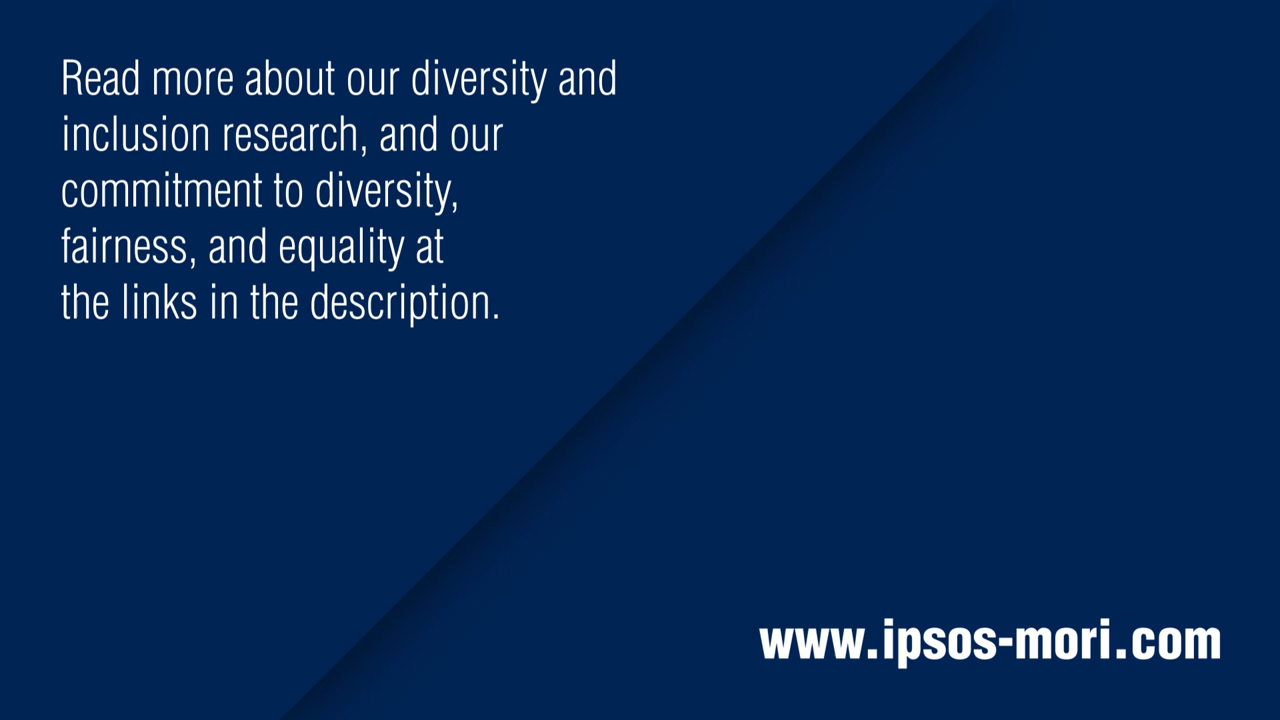 Read more about our diversity and
inclusion research, and our
commitment to diversity,
fairness, and equality at
the links in the description.
www.ipsos-mori.com